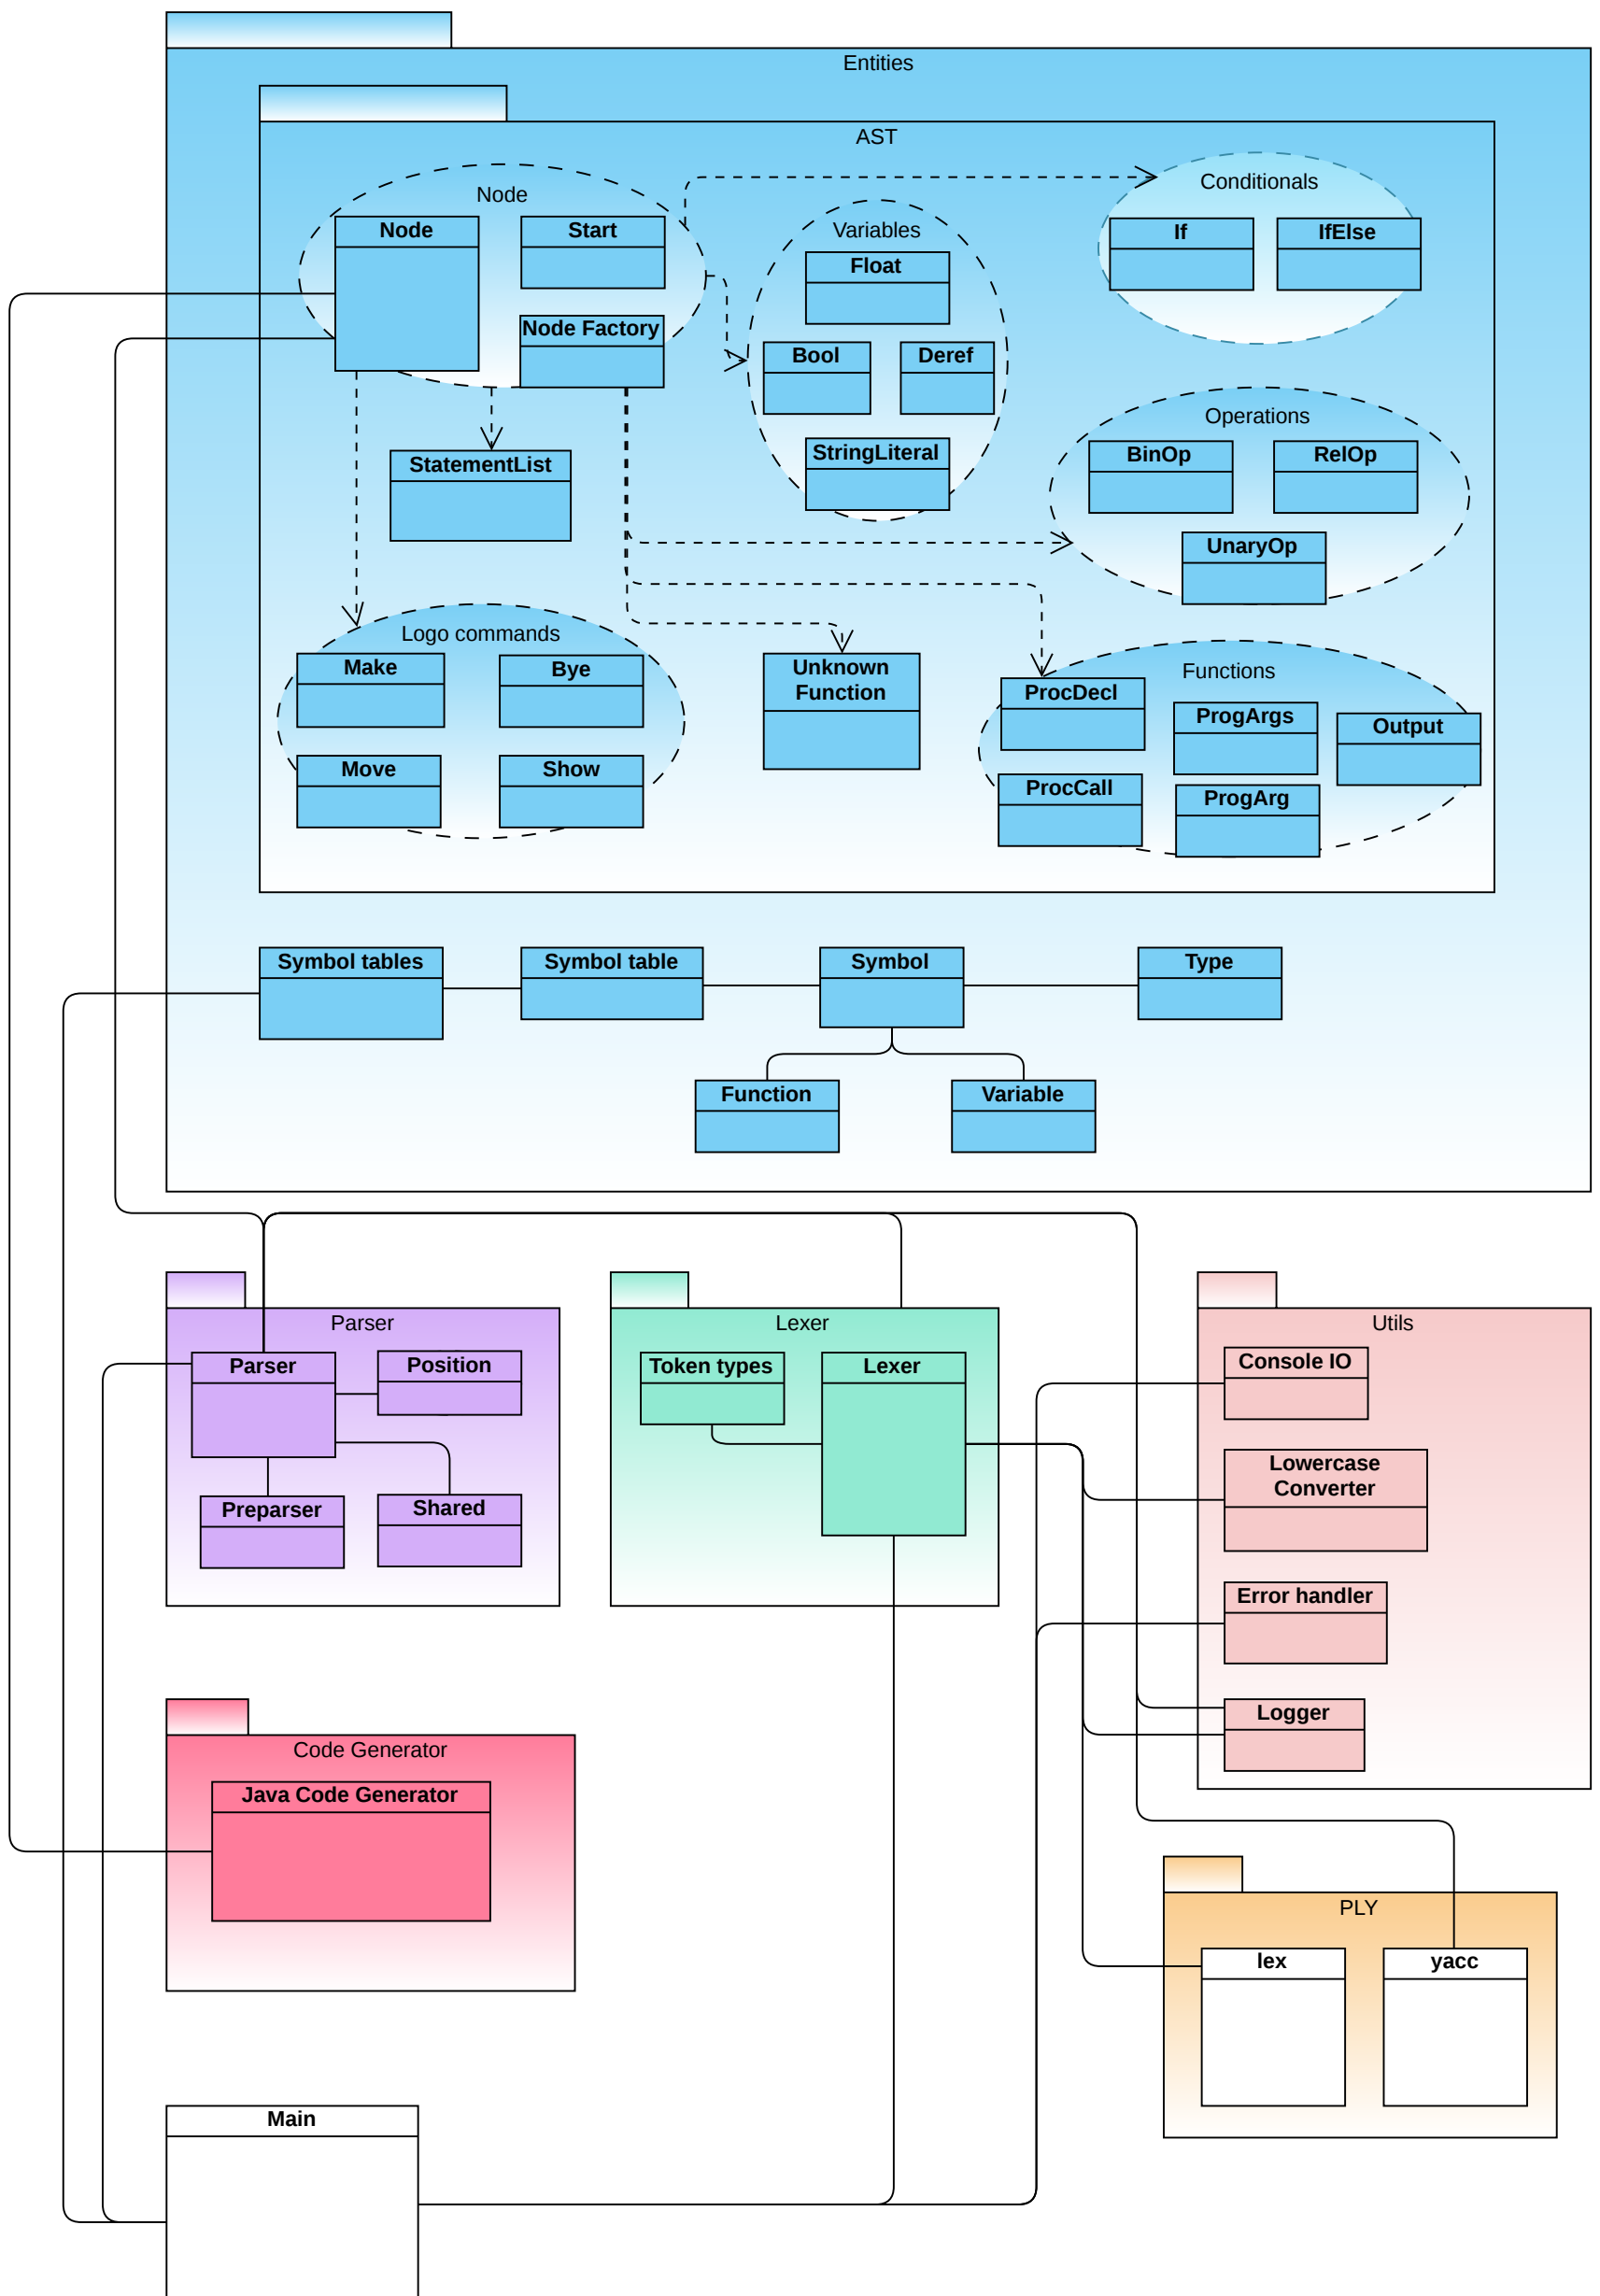 Entities
AST
Node
Node
Start
Node Factory
Variables
Float
Bool
Deref
StringLiteral
Conditionals
If
IfElse
Operations
BinOp
RelOp
UnaryOp
StatementList
Logo commands
Make
Bye
Move
Show
Unknown
Function
Functions
ProcDecl
ProgArgs
Output
ProcCall
ProgArg
Symbol tables
Symbol table
Symbol
Type
Function
Variable
Parser
Parser
Position
Preparser
Shared
Lexer
Token types
Lexer
Utils
Console IO
Lowercase
Converter
Error handler
Logger
Code Generator
Java Code Generator
PLY
lex
yacc
Main